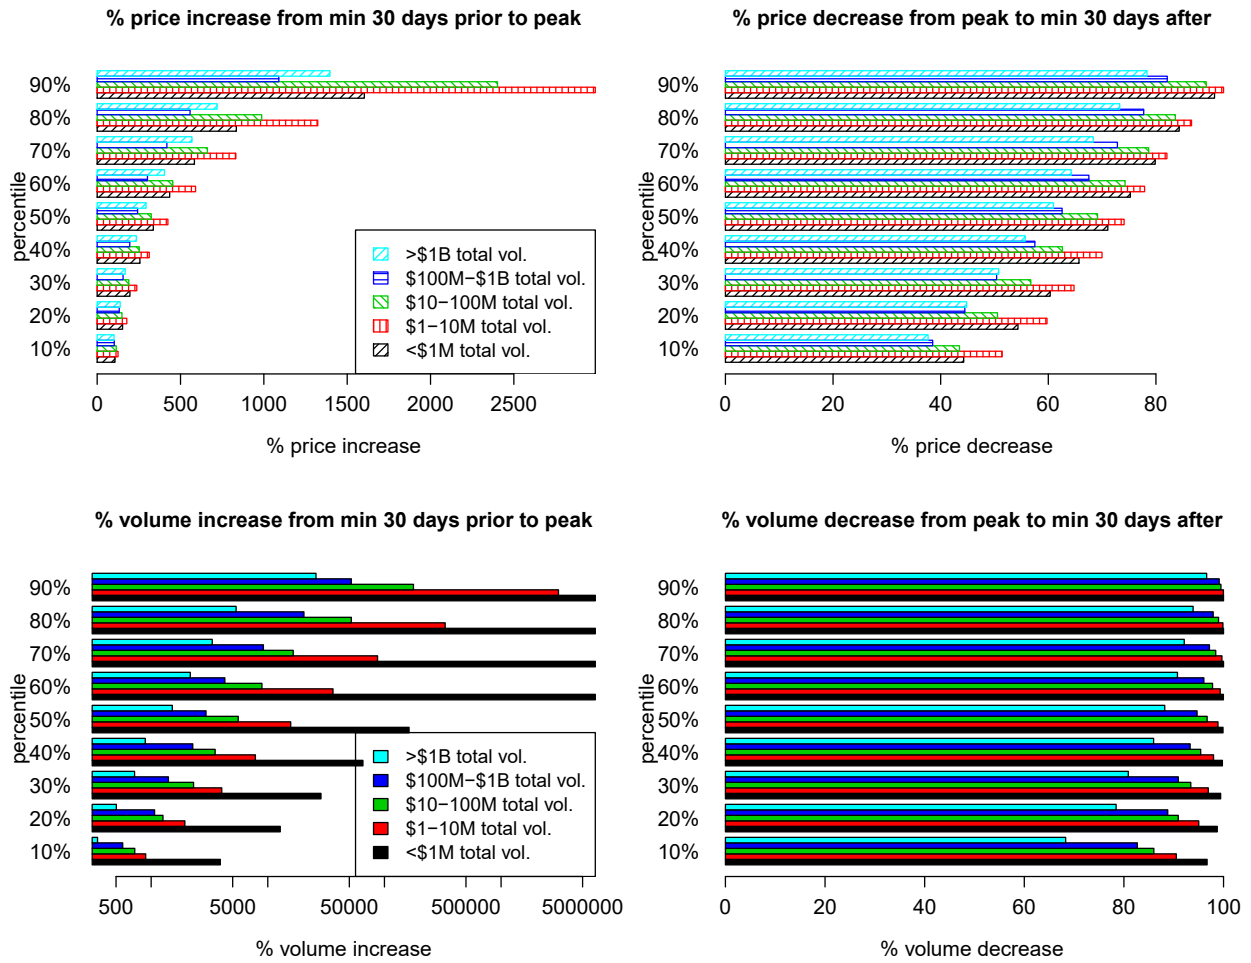 % price increase from min 30 days prior to peak
percentile
90%
80%
70%
60%
50%
40%
30%
20%
10%
>$1B total vol.
$100M−$1B total vol.
$10−100M total vol.
$1−10M total vol.
<$1M total vol.
0 500 1000 1500 2000 2500
% price increase
% price decrease from peak to min 30 days after
percentile
90%
80%
70%
60%
50%
40%
30%
20%
10%
0 20 40 60 80
% price decrease
% volume increase from min 30 days prior to peak
percentile
90%
80%
70%
60%
50%
40%
30%
20%
10%
>$1B total vol.
$100M−$1B total vol.
$10−100M total vol.
$1−10M total vol.
<$1M total vol.
500 5000 50000 500000 5000000
% volume increase
% volume decrease from peak to min 30 days after
percentile
90%
80%
70%
60%
50%
40%
30%
20%
10%
0 20 40 60 80 100
% volume decrease